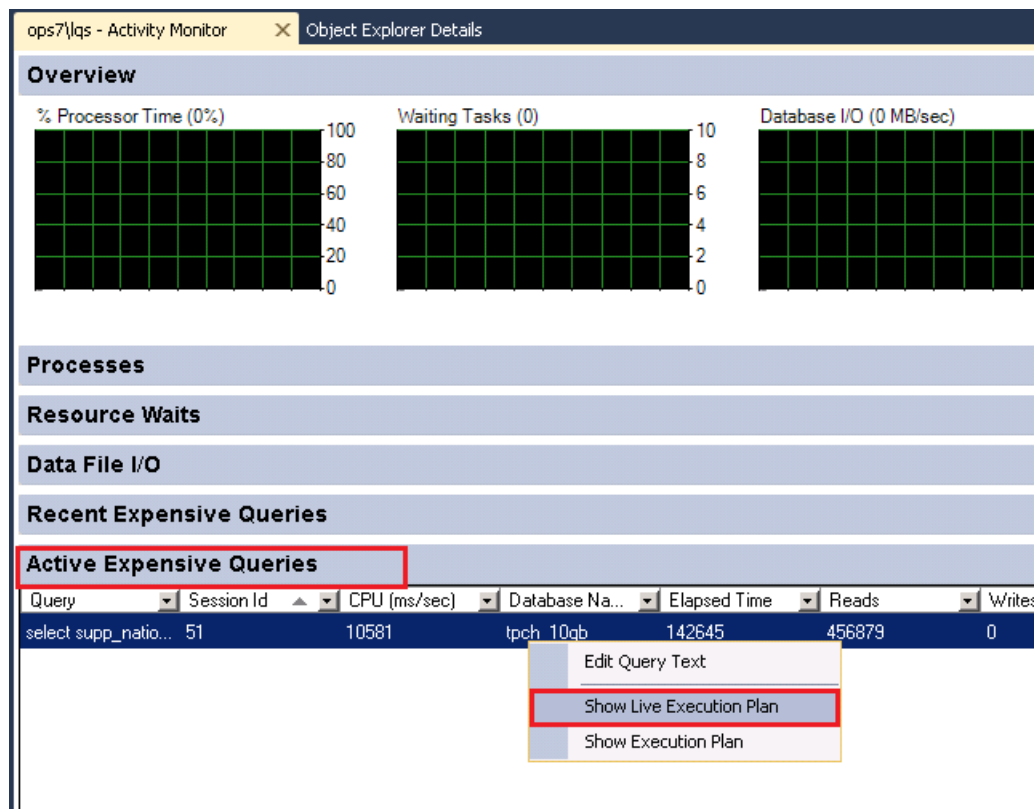 ops7\lqs - Activity Monitor Object Explorer Details
Overview
% Processor Time (0%) Waiting Tasks (0) Database I/O (0 MB/sec)
100 10
80 8
60 6
40 4
20 2
0 0
Processes
Resource Waits
Data File I/O
Recent Expensive Queries
Active Expensive Queries
Query Session Id CPU (ms/sec) Database Na... Elapsed Time Reads Writes
select supp_natio... 51 10581 tpch_10gb 142645 456879 0
Edit Query Text
Show Live Execution Plan
Show Execution Plan